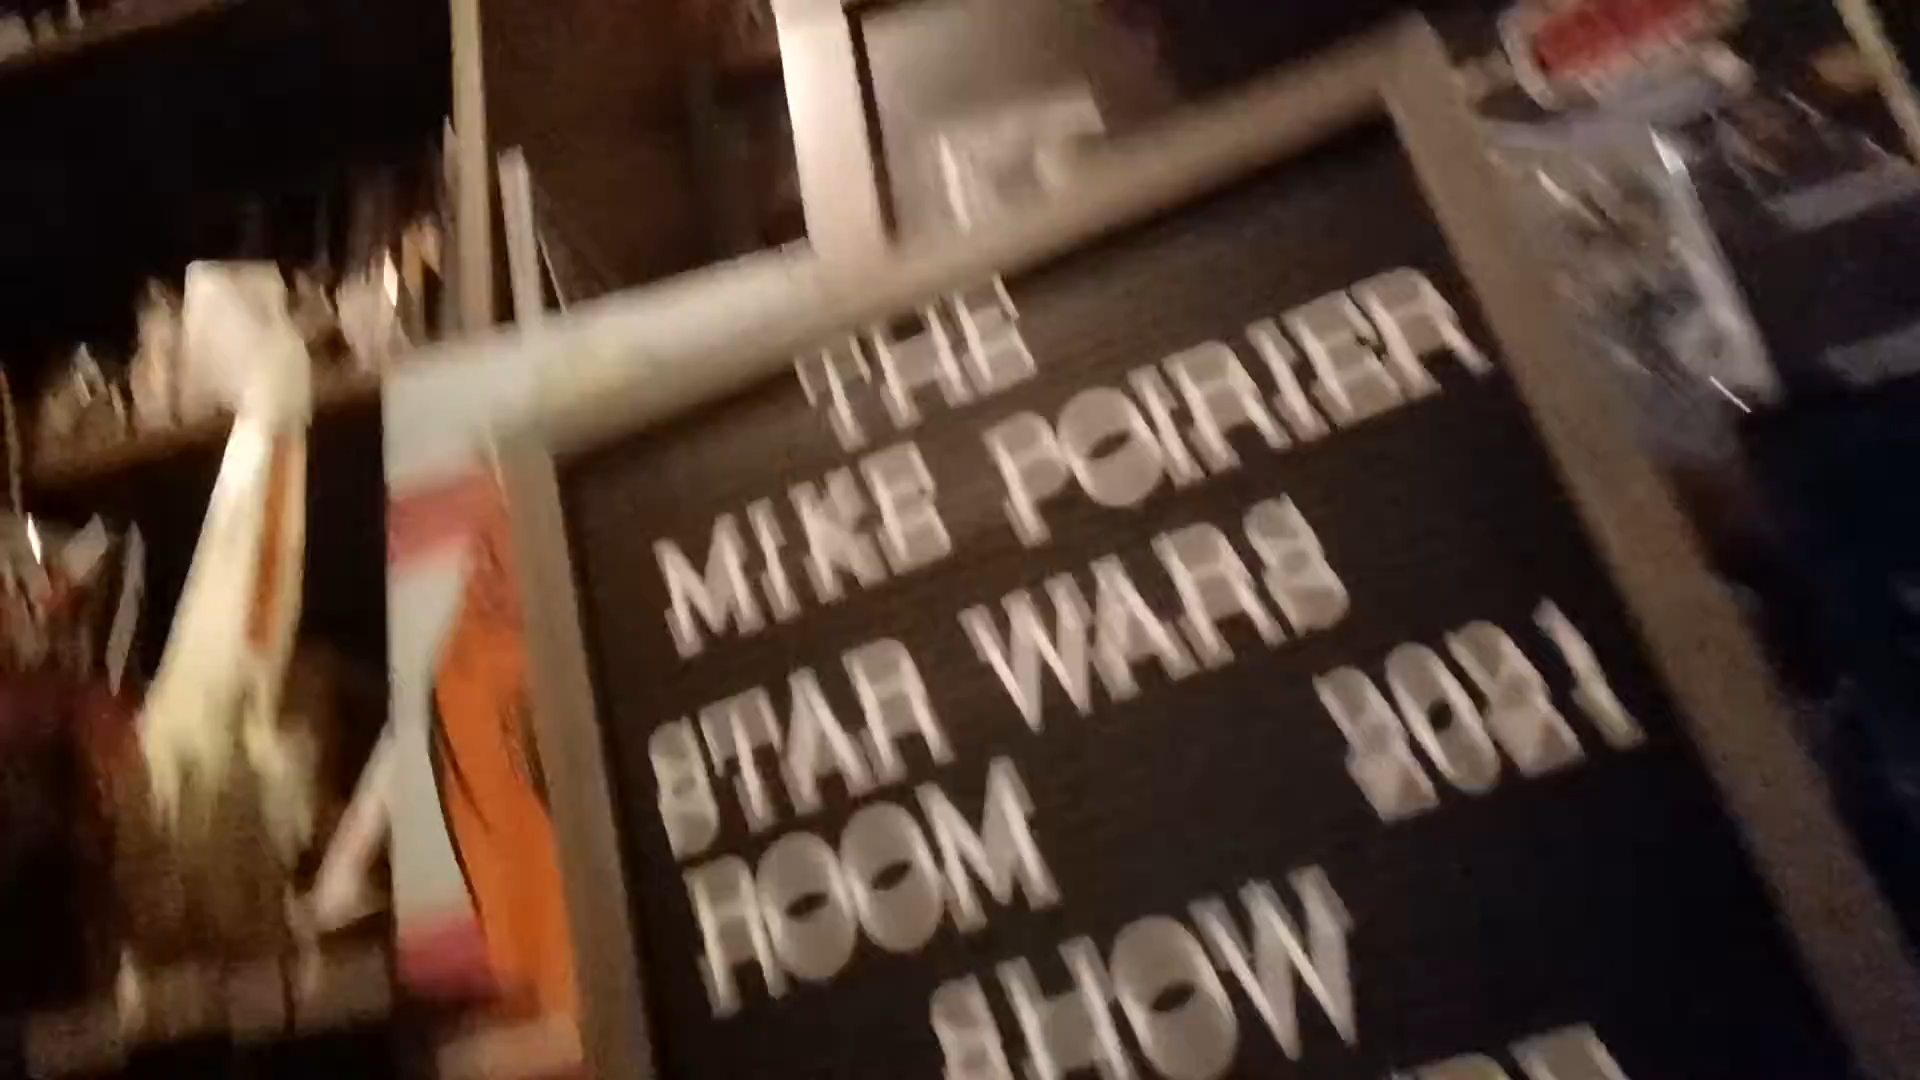 THE
MIKE POIRIER
STAR WARS
ROOM 2021
SHOW